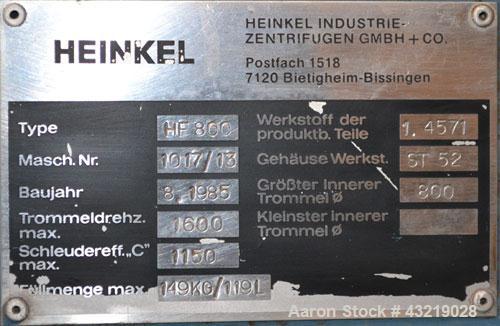 HEINKEL
HEINKEL INDUSTRIE-
ZENTRIFUGEN GMBH + CO.
Postfach 1518
7120 Bietigheim-Bissingen
Type HF 800
Masch. Nr. 1017/13
Baujahr 8.1985
Trommeldrehz.
max. 1600
Schleudereff. „C"
max. 1150
Füllmenge max. 149KG/119L
Werkstoff der
produktb. Teile 1.4571
Gehäuse Werkst. ST 52
Größter Innerer
Trommel Ø 800
Kleinster innerer
Trommel Ø
Aaron Stock # 43219028